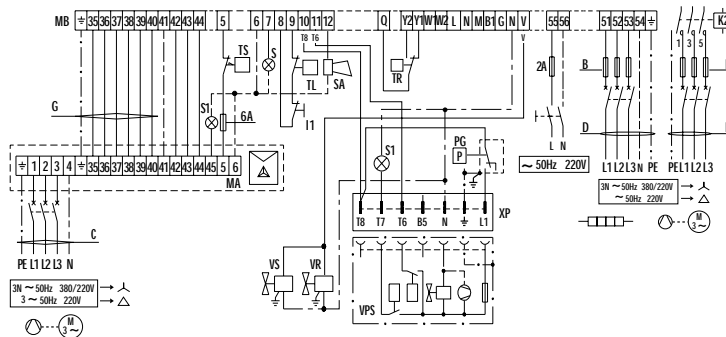 MB ⏚ 35 36 37 38 39 40 41 42 43 44 5 6 7 8 9 10 11 12 Q Y2 Y1 W1 W2 L N M B1 G N V 55 56 51 52 53 54 ⏚ 1 3 5 K2
T8 T6 V
TS S TL SA TR 2A B
G
S1 6A I1
D
L N
L1 L2 L3 N PE PE L1 L2 L3
~ 50Hz 220V
3N ~ 50Hz 380/220V → Y
~ 50Hz 220V → △
M
3 ~
⏚ 1 2 3 4 ⏚ 35 36 37 38 39 40 41 42 43 44 45 5 6
MA
C
PE L1 L2 L3 N
3N ~ 50Hz 380/220V → Y
3 ~ 50Hz 220V → △
M
3 ~
S1 PG
P
XP
T8 T7 T6 B5 N ⏚ L1
VS VR
VPS